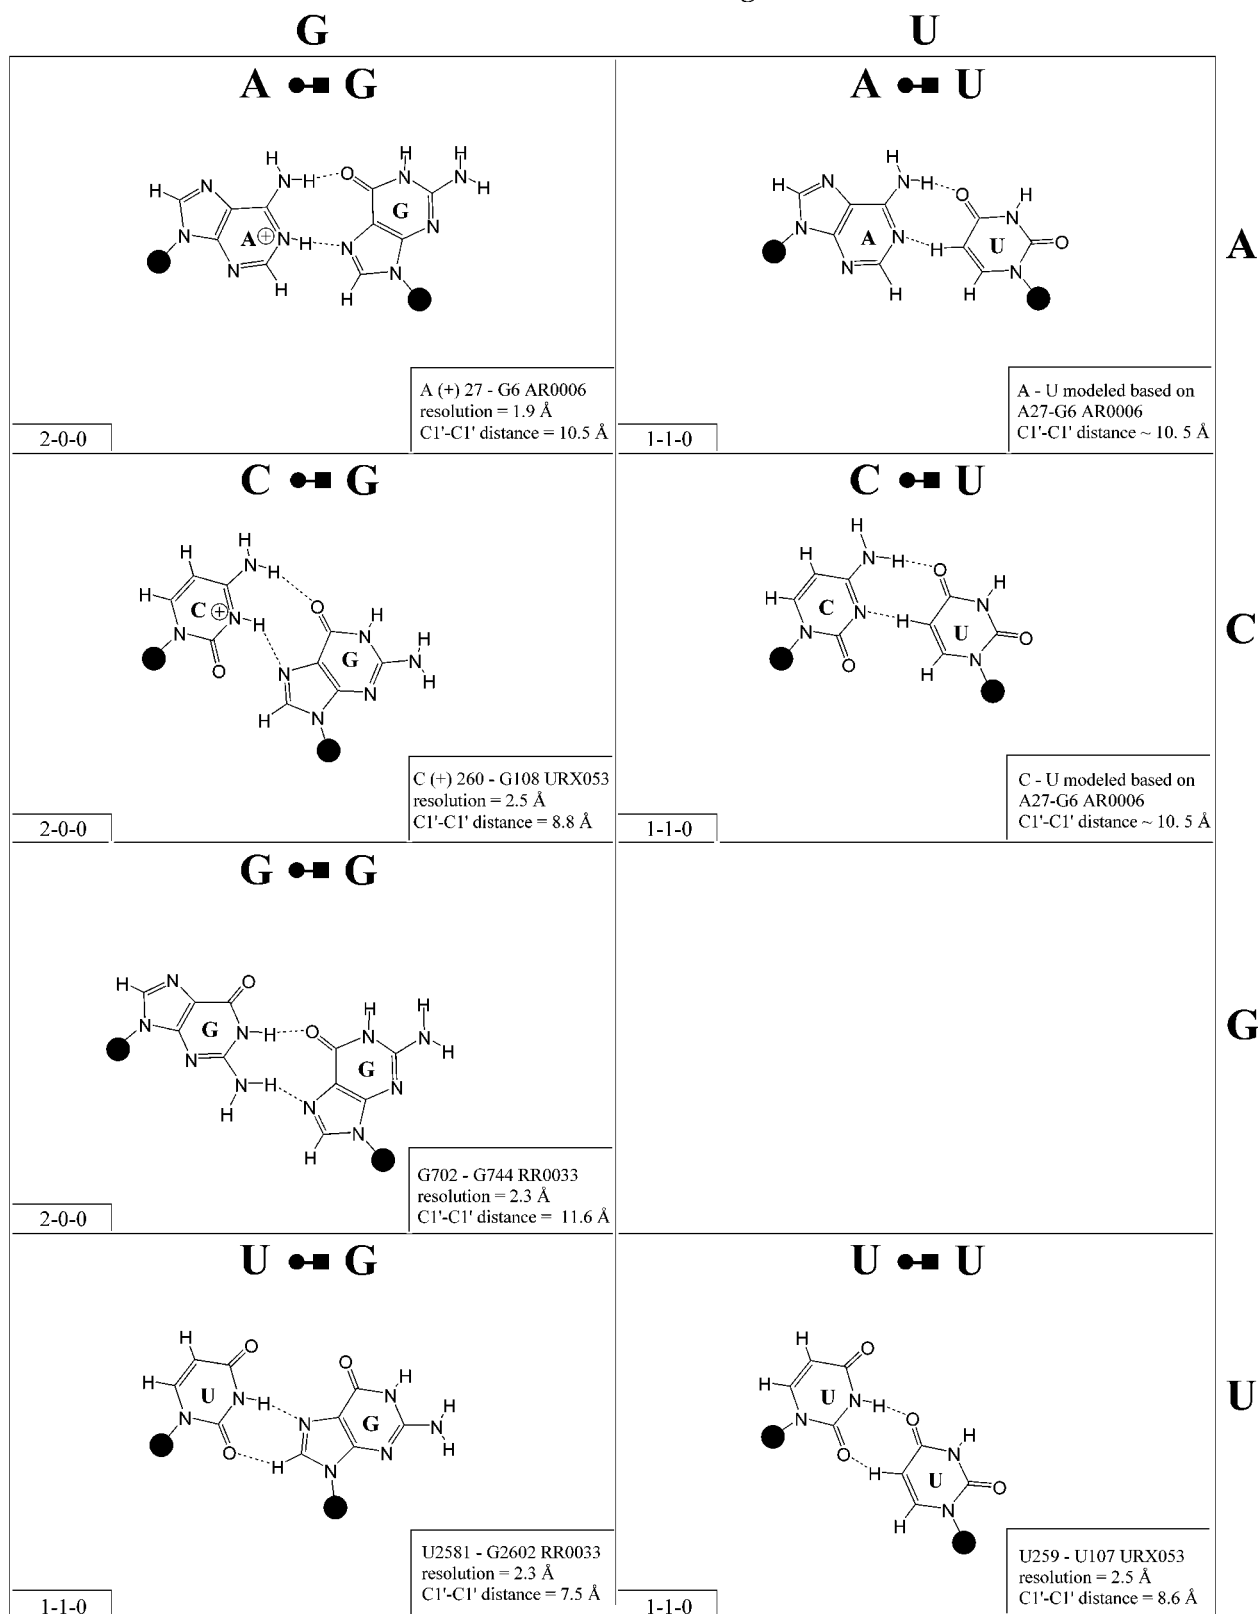 G U
A G
H
H
N
N
H
O
H
N
H
N
H
H
N
A +
N
H
N
G
N
N
H
H
N
A (+) 27 - G6 AR0006
resolution = 1.9 Å
C1'-C1' distance = 10.5 Å
2-0-0
A U
H
H
N
N
H
O
N
H
N
A
N
H
U
O
N
H
H
N
A - U modeled based on
A27-G6 AR0006
C1'-C1' distance ~ 10. 5 Å
1-1-0
A
C G
H
H
N
H
H
C +
N
H
N
O
O
H
N
N
G
N
H
H
N
H
N
C (+) 260 - G108 URX053
resolution = 2.5 Å
C1'-C1' distance = 8.8 Å
2-0-0
C U
H
H
N
H
O
H
H
C
N
N
O
H
N
U
O
H
N
C - U modeled based on
A27-G6 AR0006
C1'-C1' distance ~ 10. 5 Å
1-1-0
C
G G
H
N
O
N
G
N
H
N
N
H
H
O
H
N
H
N
H
G
N
N
H
N
G702 - G744 RR0033
resolution = 2.3 Å
C1'-C1' distance = 11.6 Å
2-0-0
G
U G
H
O
H
U
N
H
N
O
O
H
N
G
N
H
H
N
N
H
N
U2581 - G2602 RR0033
resolution = 2.3 Å
C1'-C1' distance = 7.5 Å
1-1-0
U U
H
O
H
U
N
H
N
O
O
H
N
H
U
O
H
N
U259 - U107 URX053
resolution = 2.5 Å
C1'-C1' distance = 8.6 Å
1-1-0
U